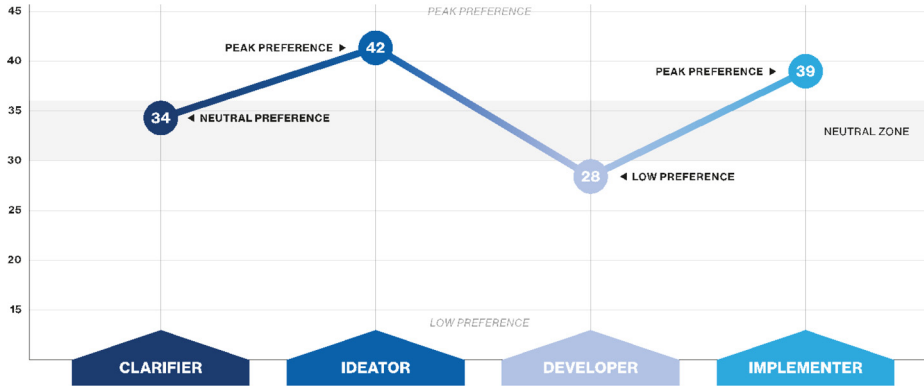 45
PEAK PREFERENCE
PEAK PREFERENCE ► 42
40
PEAK PREFERENCE ► 39
35
34 ◄ NEUTRAL PREFERENCE
NEUTRAL ZONE
30
28 ◄ LOW PREFERENCE
25
20
15
LOW PREFERENCE
CLARIFIER
IDEATOR
DEVELOPER
IMPLEMENTER